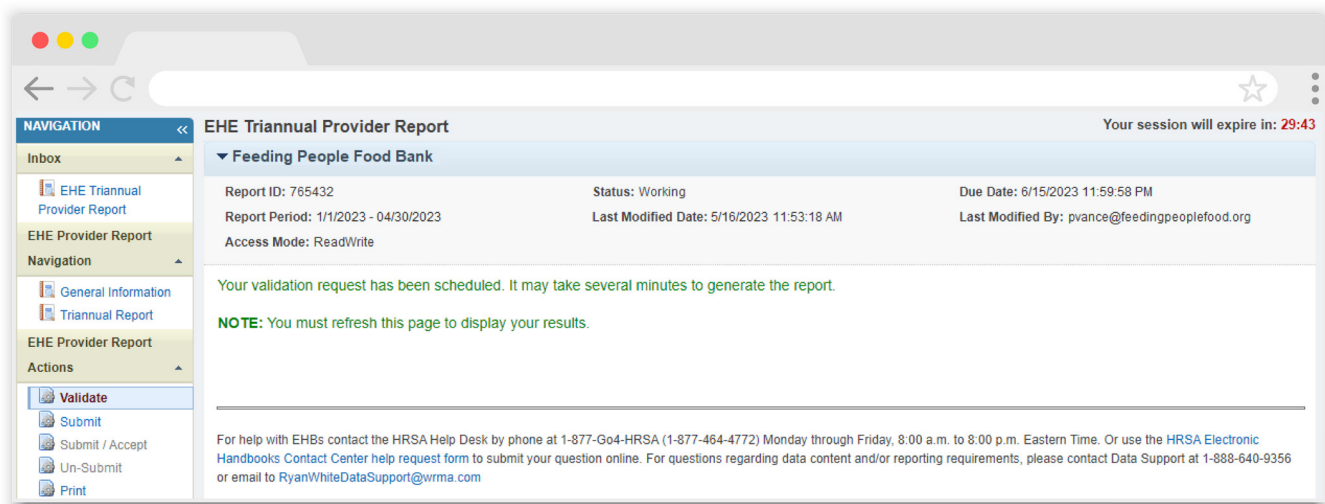 NAVIGATION «
Inbox
EHE Triannual
Provider Report
EHE Provider Report
Navigation
General Information
Triannual Report
EHE Provider Report
Actions
Validate
Submit
Submit / Accept
Un-Submit
Print
EHE Triannual Provider Report
Your session will expire in: 29:43
Feeding People Food Bank
Report ID: 765432 Status: Working Due Date: 6/15/2023 11:59:58 PM
Report Period: 1/1/2023 - 04/30/2023 Last Modified Date: 5/16/2023 11:53:18 AM Last Modified By: pvance@feedingpeoplefood.org
Access Mode: ReadWrite
Your validation request has been scheduled. It may take several minutes to generate the report.
NOTE: You must refresh this page to display your results.
For help with EHBs contact the HRSA Help Desk by phone at 1-877-Go4-HRSA (1-877-464-4772) Monday through Friday, 8:00 a.m. to 8:00 p.m. Eastern Time. Or use the HRSA Electronic
Handbooks Contact Center help request form to submit your question online. For questions regarding data content and/or reporting requirements, please contact Data Support at 1-888-640-9356
or email to RyanWhiteDataSupport@wrma.com